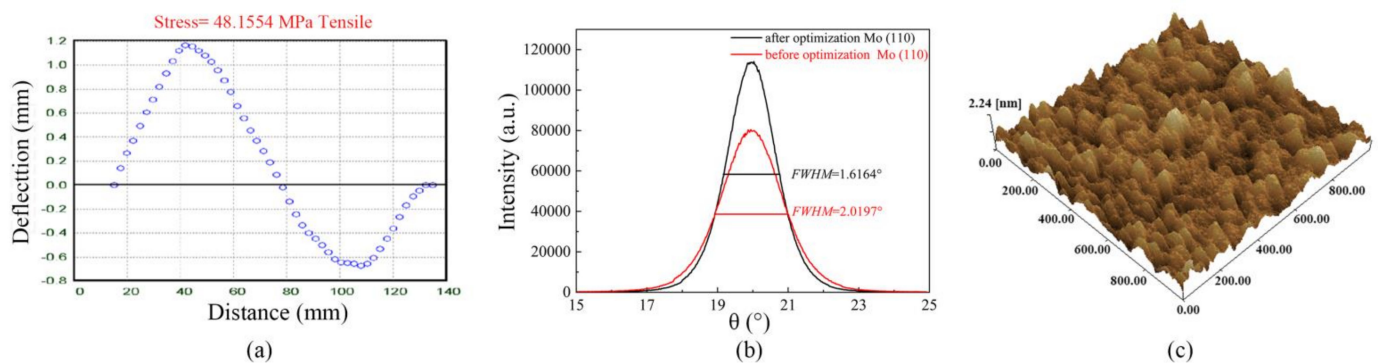 Stress= 48.1554 MPa Tensile
Deflection (mm)
1.2
1.0
0.8
0.6
0.4
0.2
0.0
-0.2
-0.4
-0.6
-0.8
0 20 40 60 80 100 120 140
Distance (mm)
(a)
after optimization Mo (110)
before optimization Mo (110)
Intensity (a.u.)
120000
100000
80000
60000
40000
20000
0
FWHM=1.6164°
FWHM=2.0197°
15 17 19 21 23 25
θ (°)
(b)
2.24 [nm]
0.00
200.00
400.00
600.00
800.00
0.00
200.00
400.00
600.00
800.00
(c)